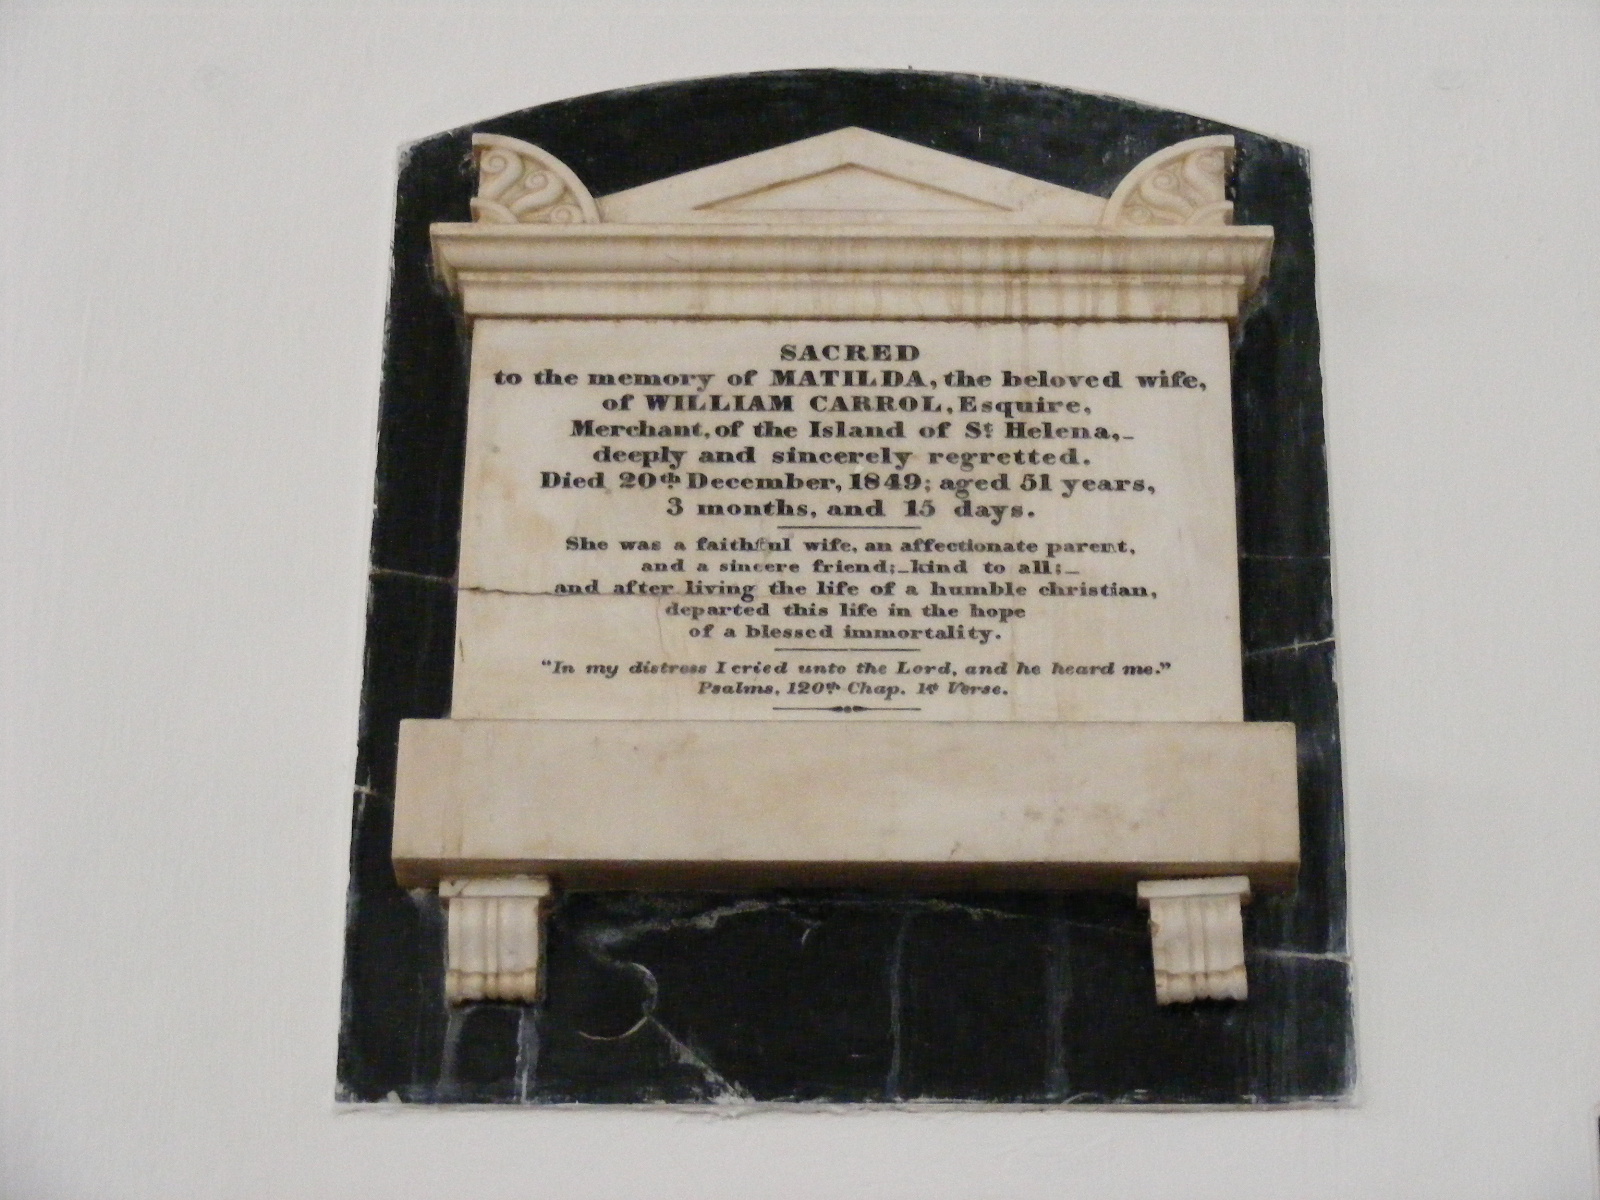 SACRED
to the memory of MATILDA, the beloved wife,
of WILLIAM CARROL, Esquire,
Merchant, of the Island of St Helena,_
deeply and sincerely regretted.
Died 20th December, 1849; aged 51 years,
3 months, and 15 days.
She was a faithful wife, an affectionate parent,
and a sincere friend;_kind to all;_
and after living the life of a humble christian,
departed this life in the hope
of a blessed immortality.
"In my distress I cried unto the Lord, and he heard me."
Psalms, 120th Chap. 1st Verse.